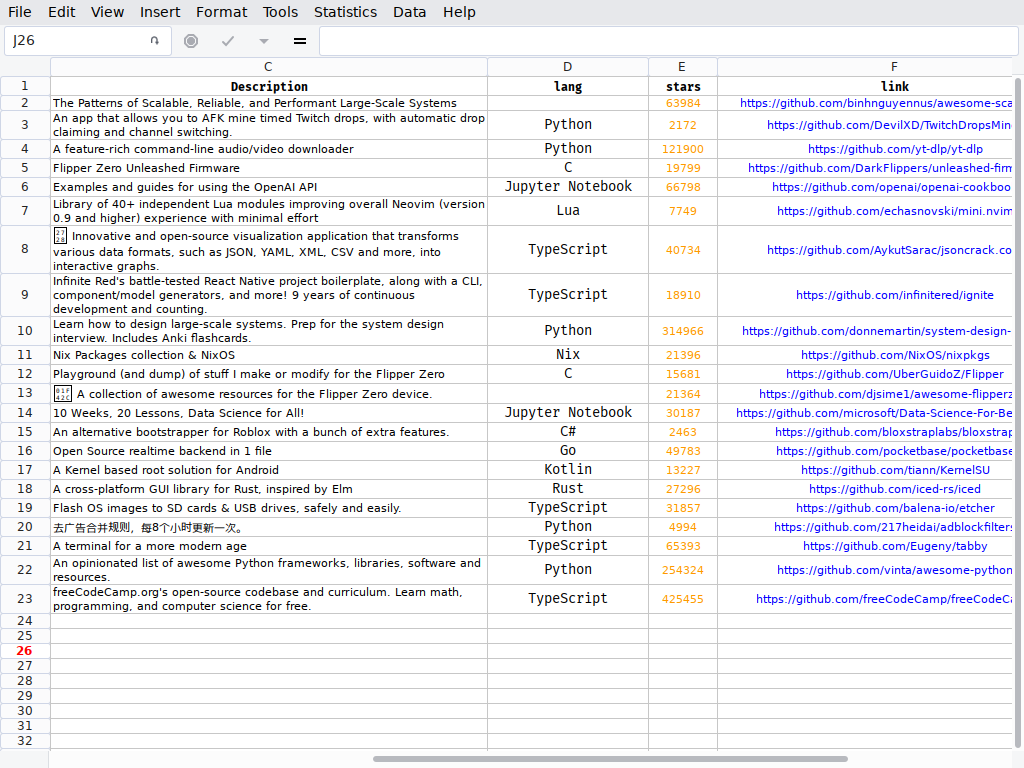 File Edit View Insert Format Tools Statistics Data Help
J26
C D E F
1 Description lang stars link
2 The Patterns of Scalable, Reliable, and Performant Large-Scale Systems 63984 https://github.com/binhnguyennus/awesome-sca
3 An app that allows you to AFK mine timed Twitch drops, with automatic drop Python 2172 https://github.com/DevilXD/TwitchDropsMin
claiming and channel switching.
4 A feature-rich command-line audio/video downloader Python 121900 https://github.com/yt-dlp/yt-dlp
5 Flipper Zero Unleashed Firmware C 19799 https://github.com/DarkFlippers/unleashed-firm
6 Examples and guides for using the OpenAI API Jupyter Notebook 66798 https://github.com/openai/openai-cookboo
7 Library of 40+ independent Lua modules improving overall Neovim (version Lua 7749 https://github.com/echasnovski/mini.nvim
0.9 and higher) experience with minimal effort
8 Innovative and open-source visualization application that transforms TypeScript 40734 https://github.com/AykutSarac/jsoncrack.co
various data formats, such as JSON, YAML, XML, CSV and more, into
interactive graphs.
9 Infinite Red's battle-tested React Native project boilerplate, along with a CLI, TypeScript 18910 https://github.com/infinitered/ignite
component/model generators, and more! 9 years of continuous
development and counting.
10 Learn how to design large-scale systems. Prep for the system design Python 314966 https://github.com/donnemartin/system-design-
interview. Includes Anki flashcards.
11 Nix Packages collection & NixOS Nix 21396 https://github.com/NixOS/nixpkgs
12 Playground (and dump) of stuff I make or modify for the Flipper Zero C 15681 https://github.com/UberGuidoZ/Flipper
13 A collection of awesome resources for the Flipper Zero device. 21364 https://github.com/djsime1/awesome-flipperz
14 10 Weeks, 20 Lessons, Data Science for All! Jupyter Notebook 30187 https://github.com/microsoft/Data-Science-For-Be
15 An alternative bootstrapper for Roblox with a bunch of extra features. C# 2463 https://github.com/bloxstraplabs/bloxstrap
16 Open Source realtime backend in 1 file Go 49783 https://github.com/pocketbase/pocketbase
17 A Kernel based root solution for Android Kotlin 13227 https://github.com/tiann/KernelSU
18 A cross-platform GUI library for Rust, inspired by Elm Rust 27296 https://github.com/iced-rs/iced
19 Flash OS images to SD cards & USB drives, safely and easily. TypeScript 31857 https://github.com/balena-io/etcher
20 去广告合并规则，每8个小时更新一次。 Python 4994 https://github.com/217heidai/adblockfilters
21 A terminal for a more modern age TypeScript 65393 https://github.com/Eugeny/tabby
22 An opinionated list of awesome Python frameworks, libraries, software and Python 254324 https://github.com/vinta/awesome-python
resources.
23 freeCodeCamp.org's open-source codebase and curriculum. Learn math, TypeScript 425455 https://github.com/freeCodeCamp/freeCodeCa
programming, and computer science for free.
24
25
26
27
28
29
30
31
32